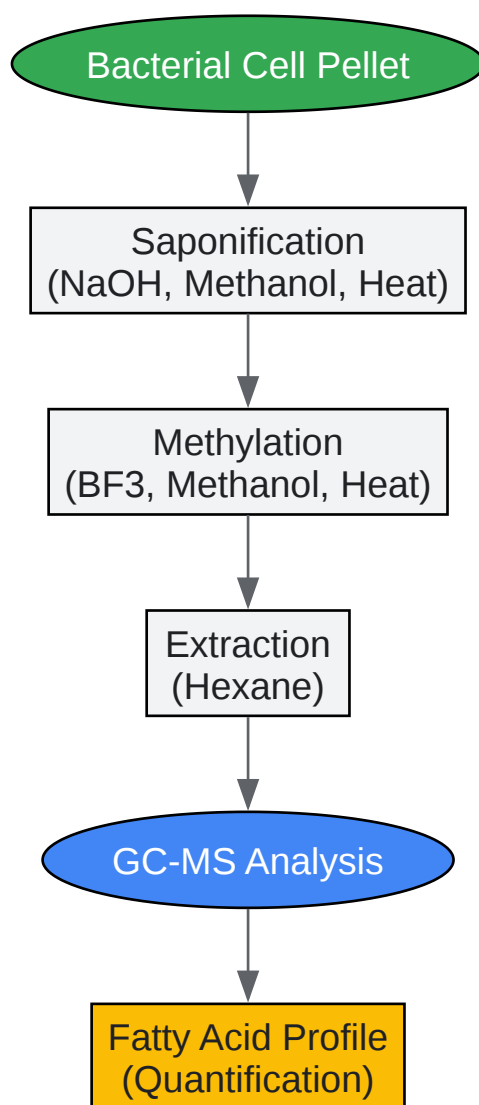 Bacterial Cell Pellet
Saponification
(NaOH, Methanol, Heat)
Methylation
(BF3, Methanol, Heat)
Extraction
(Hexane)
GC-MS Analysis
Fatty Acid Profile
(Quantification)